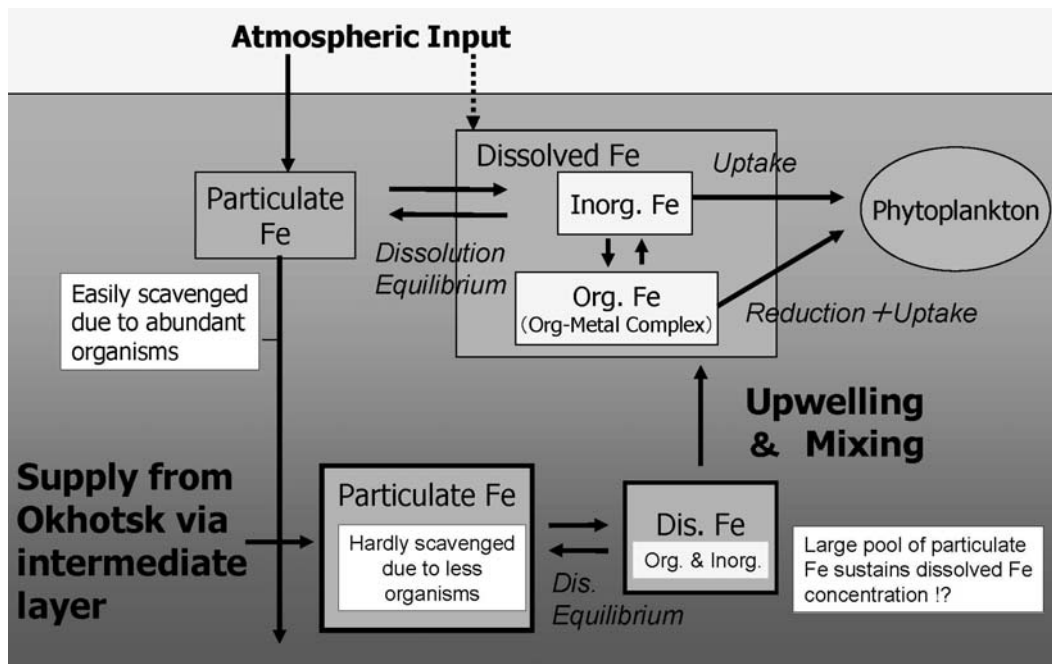 Atmospheric Input
Dissolved Fe
Uptake
Particulate
Fe
Inorg. Fe
Phytoplankton
Dissolution
Equilibrium
Org. Fe
(Org-Metal Complex)
Reduction +Uptake
Easily scavenged
due to abundant
organisms
Upwelling
& Mixing
Supply from
Okhotsk via
intermediate
layer
Particulate Fe
Hardly scavenged
due to less
organisms
Dis.
Equilibrium
Dis. Fe
Org. & Inorg.
Large pool of particulate
Fe sustains dissolved Fe
concentration !?